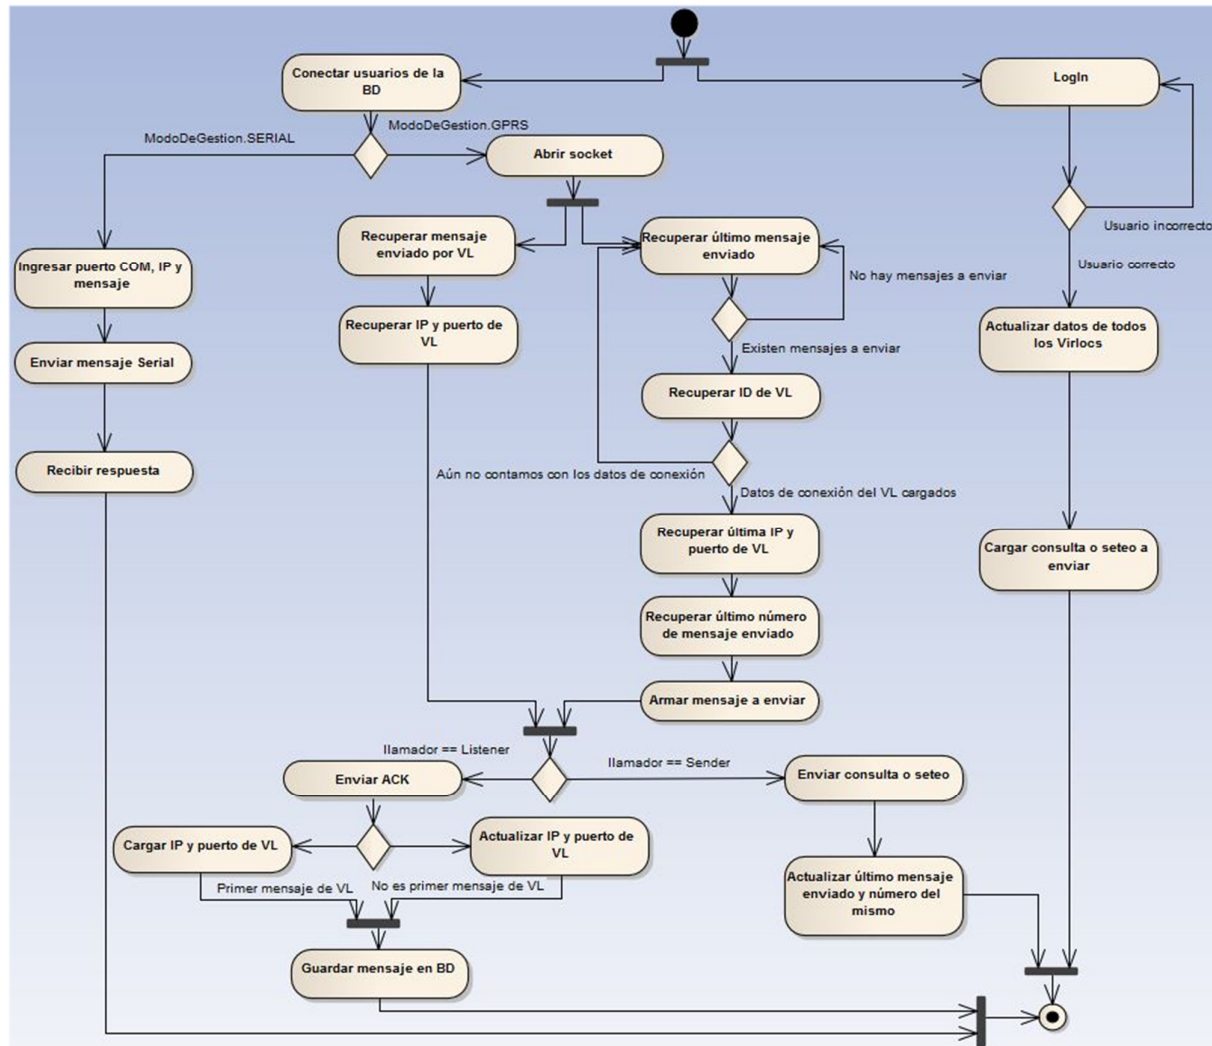 Conectar usuarios de la
BD
LogIn
ModoDeGestion.SERIAL
ModoDeGestion.GPRS
Abrir socket
Usuario incorrecto
Usuario correcto
Recuperar mensaje
enviado por VL
Recuperar último mensaje
enviado
No hay mensajes a enviar
Ingresar puerto COM, IP y
mensaje
Recuperar IP y puerto de
VL
Existen mensajes a enviar
Actualizar datos de todos
los Virlocs
Enviar mensaje Serial
Recuperar ID de VL
Recibir respuesta
Aún no contamos con los datos de conexión
Datos de conexión del VL cargados
Recuperar última IP y
puerto de VL
Cargar consulta o seteo a
enviar
Recuperar último número
de mensaje enviado
Armar mensaje a enviar
llamador == Listener
llamador == Sender
Enviar ACK
Enviar consulta o seteo
Cargar IP y puerto de VL
Actualizar IP y puerto de
VL
Primer mensaje de VL
No es primer mensaje de VL
Actualizar último mensaje
enviado y número del
mismo
Guardar mensaje en BD